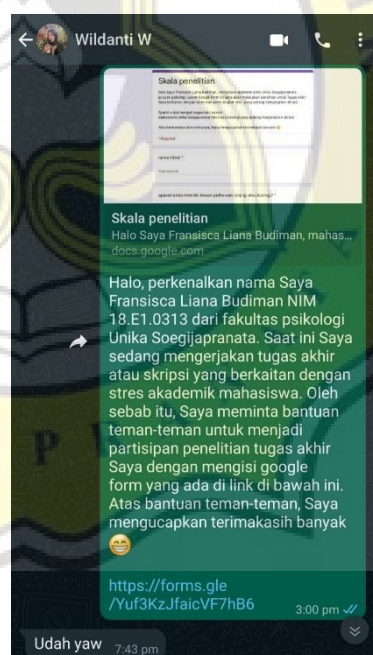 Wildanti W
Skala penelitian
Skala penelitian
Halo Saya Fransisca Liana Budiman, mahas...
docs.google.com
Halo, perkenalkan nama Saya
Fransisca Liana Budiman NIM
18.E1.0313 dari fakultas psikologi
Unika Soegijapranata. Saat ini Saya
sedang mengerjakan tugas akhir
atau skripsi yang berkaitan dengan
stres akademik mahasiswa. Oleh
sebab itu, Saya meminta bantuan
teman-teman untuk menjadi
partisipan penelitian tugas akhir
Saya dengan mengisi google
form yang ada di link di bawah ini.
Atas bantuan teman-teman, Saya
mengucapkan terimakasih banyak
😁
https://forms.gle
/Yuf3KzJfaicVF7hB6
3:00 pm
Udah yaw 7:43 pm